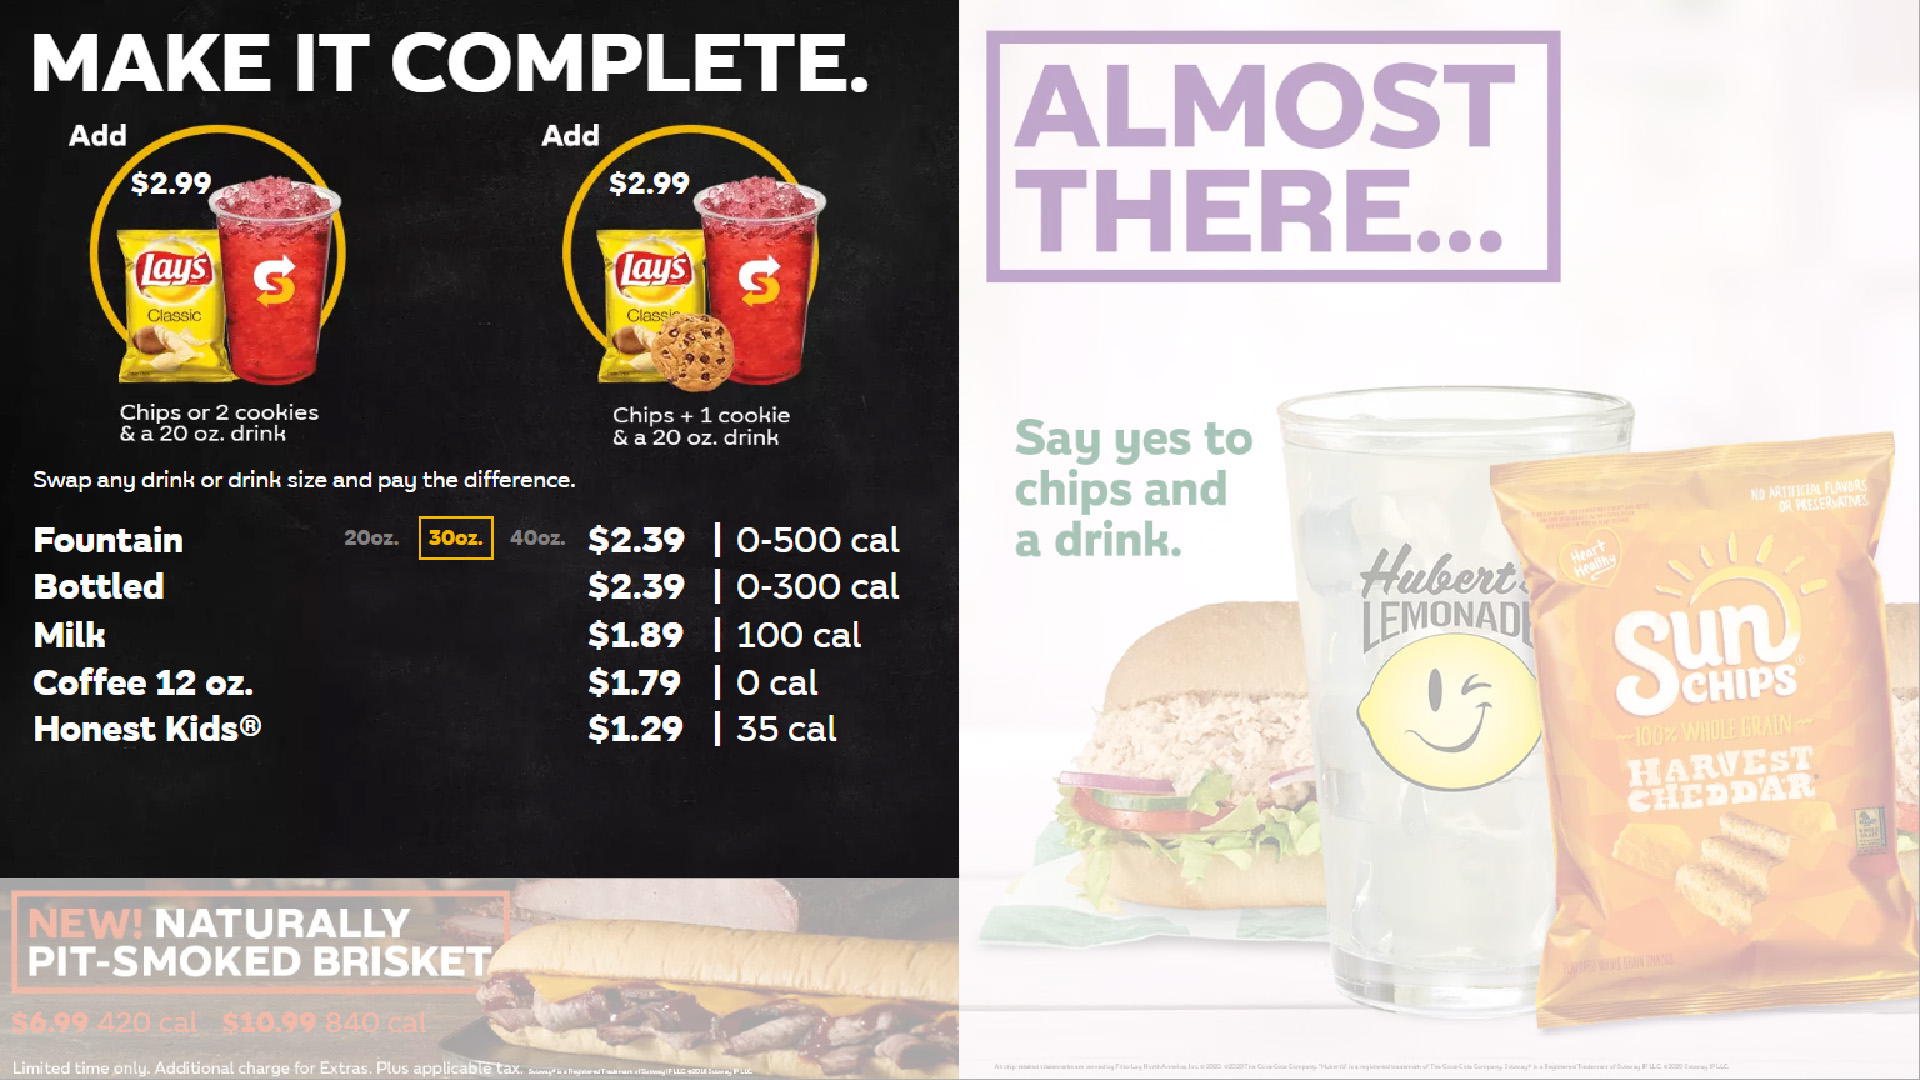 MAKE IT COMPLETE.
Add
$2.99
Lay's
Classic
Chips or 2 cookies
& a 20 oz. drink
Add
$2.99
Lay's
Classic
Chips + 1 cookie
& a 20 oz. drink
Swap any drink or drink size and pay the difference.
Fountain 20oz. 30oz. 40oz. $2.39 | 0-500 cal
Bottled $2.39 | 0-300 cal
Milk $1.89 | 100 cal
Coffee 12 oz. $1.79 | 0 cal
Honest Kids® $1.29 | 35 cal
NEW! NATURALLY
PIT-SMOKED BRISKET
$6.99 420 cal $10.99 840 cal
Limited time only. Additional charge for Extras. Plus applicable tax.
ALMOST
THERE...
Say yes to
chips and
a drink.
Hubert's
LEMONADE
NO ARTIFICIAL FLAVORS
OR PRESERVATIVES
Heart
Healthy
Sun
CHIPS®
100% WHOLE GRAIN
HARVEST
CHEDDAR